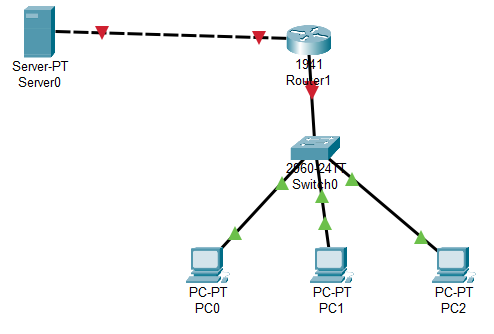 Server-PT
Server0
1941
Router1
2960-24TT
Switch0
PC-PT
PC0
PC-PT
PC1
PC-PT
PC2